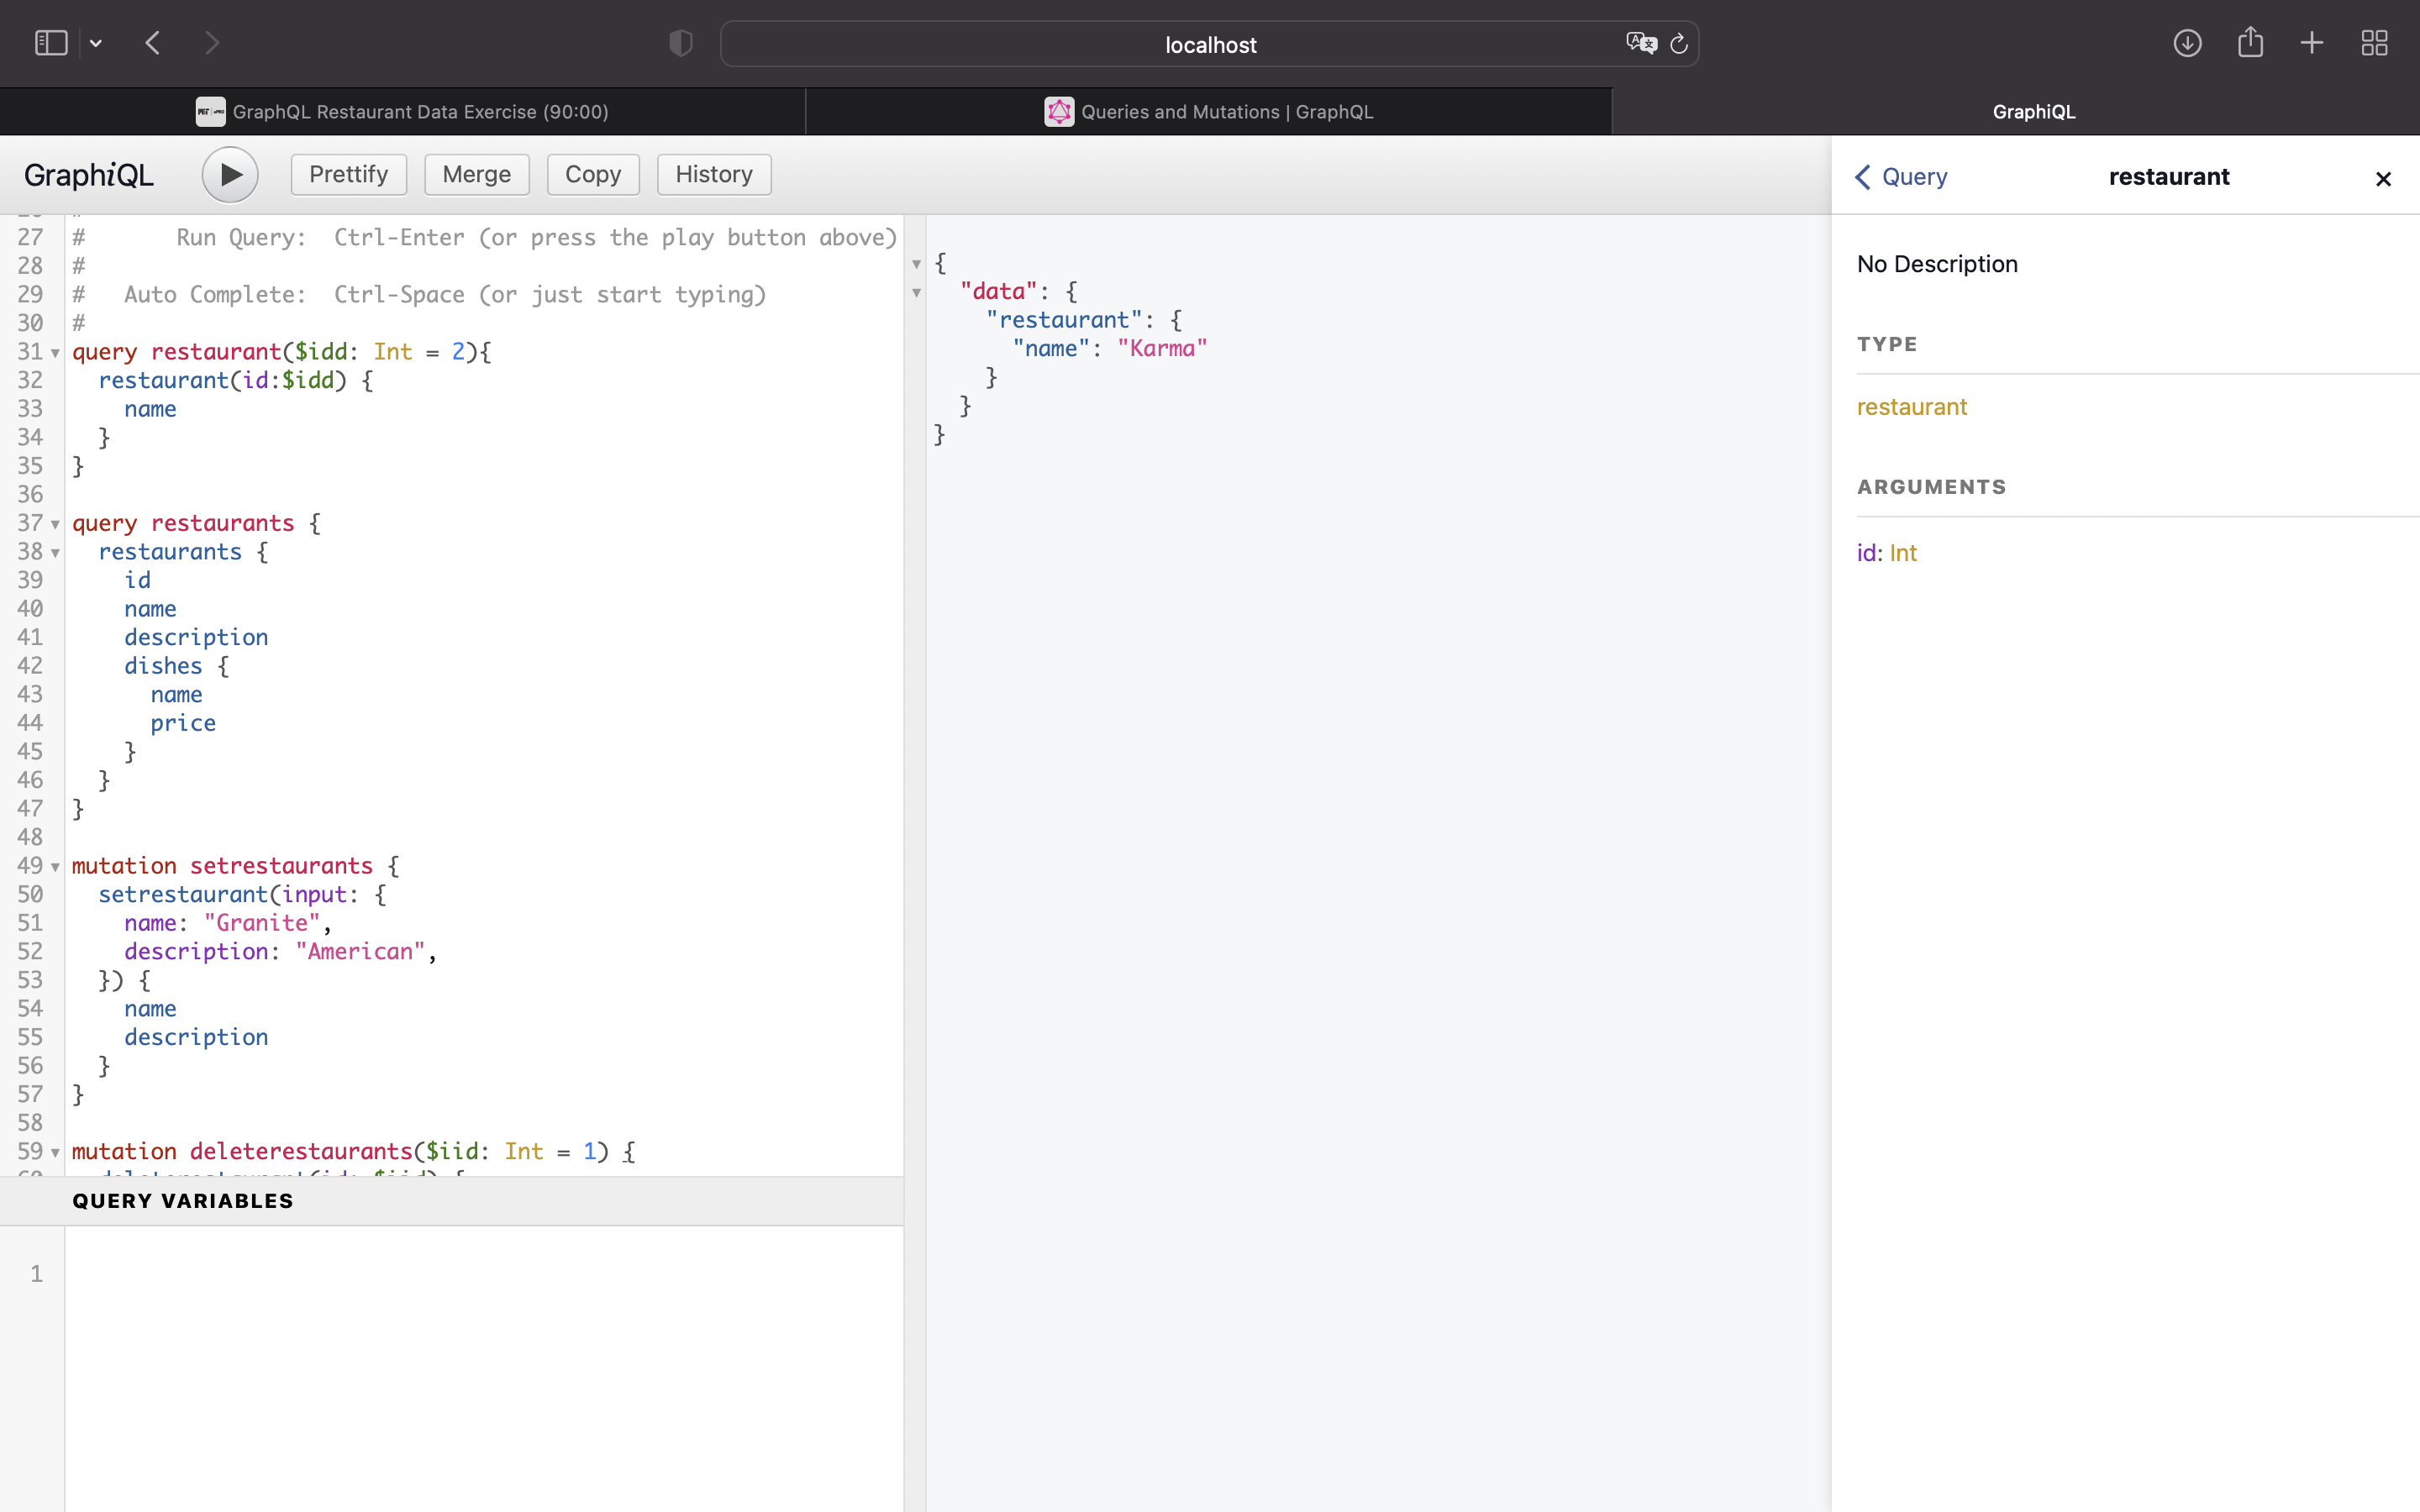 localhost
GraphQL Restaurant Data Exercise (90:00)
Queries and Mutations | GraphQL
GraphiQL
GraphiQL
Prettify
Merge
Copy
History
27 #       Run Query:  Ctrl-Enter (or press the play button above)
28 #
29 #   Auto Complete:  Ctrl-Space (or just start typing)
30 #
31 query restaurant($idd: Int = 2){
32   restaurant(id:$idd) {
33     name
34   }
35 }
36
37 query restaurants {
38   restaurants {
39     id
40     name
41     description
42     dishes {
43       name
44       price
45     }
46   }
47 }
48
49 mutation setrestaurants {
50   setrestaurant(input: {
51     name: "Granite",
52     description: "American",
53   }) {
54     name
55     description
56   }
57 }
58
59 mutation deleterestaurants($iid: Int = 1) {
QUERY VARIABLES
1
{
  "data": {
    "restaurant": {
      "name": "Karma"
    }
  }
}
Query
restaurant
No Description
TYPE
restaurant
ARGUMENTS
id: Int